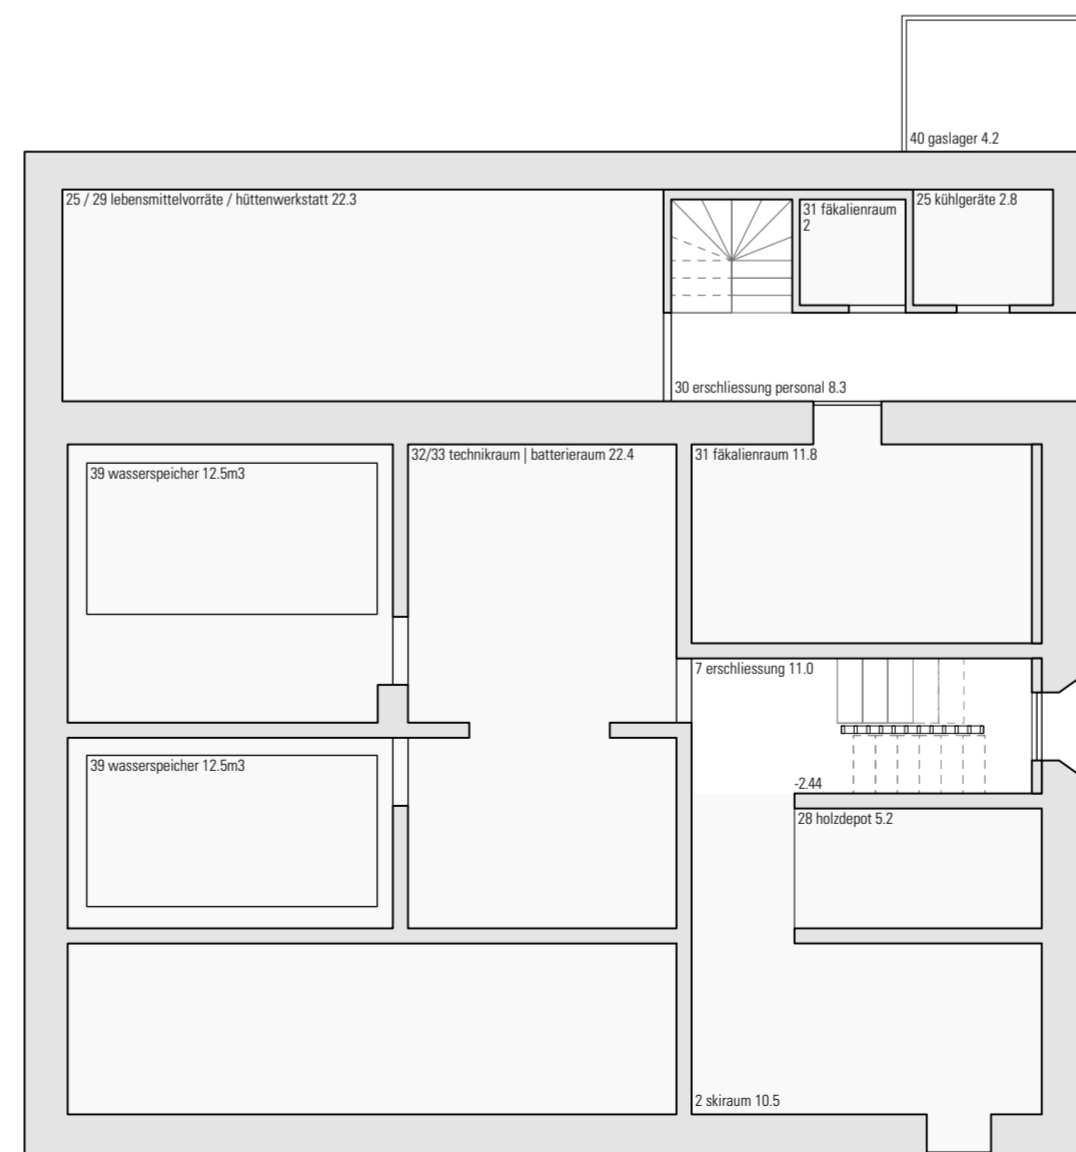 40 gaslager 4.2
25 / 29 lebensmittelvorräte / hüttenwerkstatt 22.3
31 fäkalienraum
2
25 kühlgeräte 2.8
30 erschliessung personal 8.3
39 wasserspeicher 12.5m3
32/33 technikraum | batterieraum 22.4
31 fäkalienraum 11.8
7 erschliessung 11.0
39 wasserspeicher 12.5m3
-2.44
28 holzdepot 5.2
2 skiraum 10.5